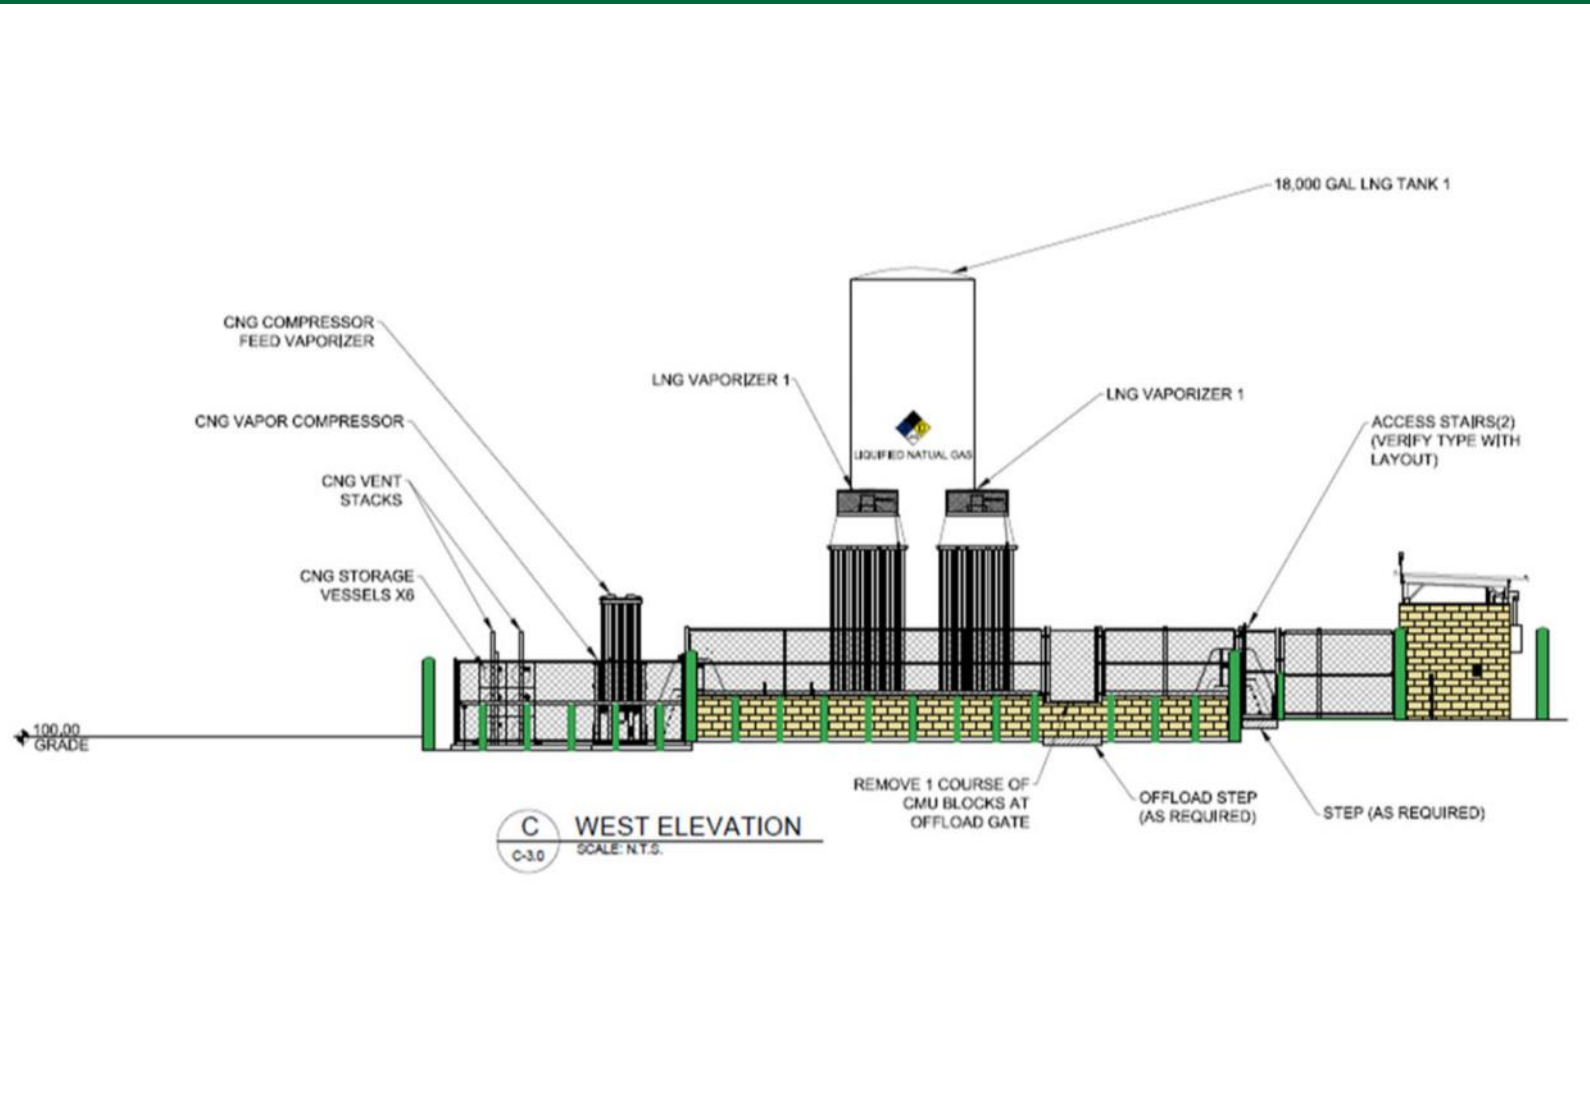 18,000 GAL LNG TANK 1
CNG COMPRESSOR
FEED VAPORIZER
LNG VAPORIZER 1
LNG VAPORIZER 1
CNG VAPOR COMPRESSOR
ACCESS STAIRS(2)
(VERIFY TYPE WITH
LAYOUT)
LIQUIFIED NATUAL GAS
CNG VENT
STACKS
CNG STORAGE
VESSELS X6
100.00
GRADE
REMOVE 1 COURSE OF
CMU BLOCKS AT
OFFLOAD GATE
OFFLOAD STEP
(AS REQUIRED)
STEP (AS REQUIRED)
C
C-3.0
WEST ELEVATION
SCALE: N.T.S.